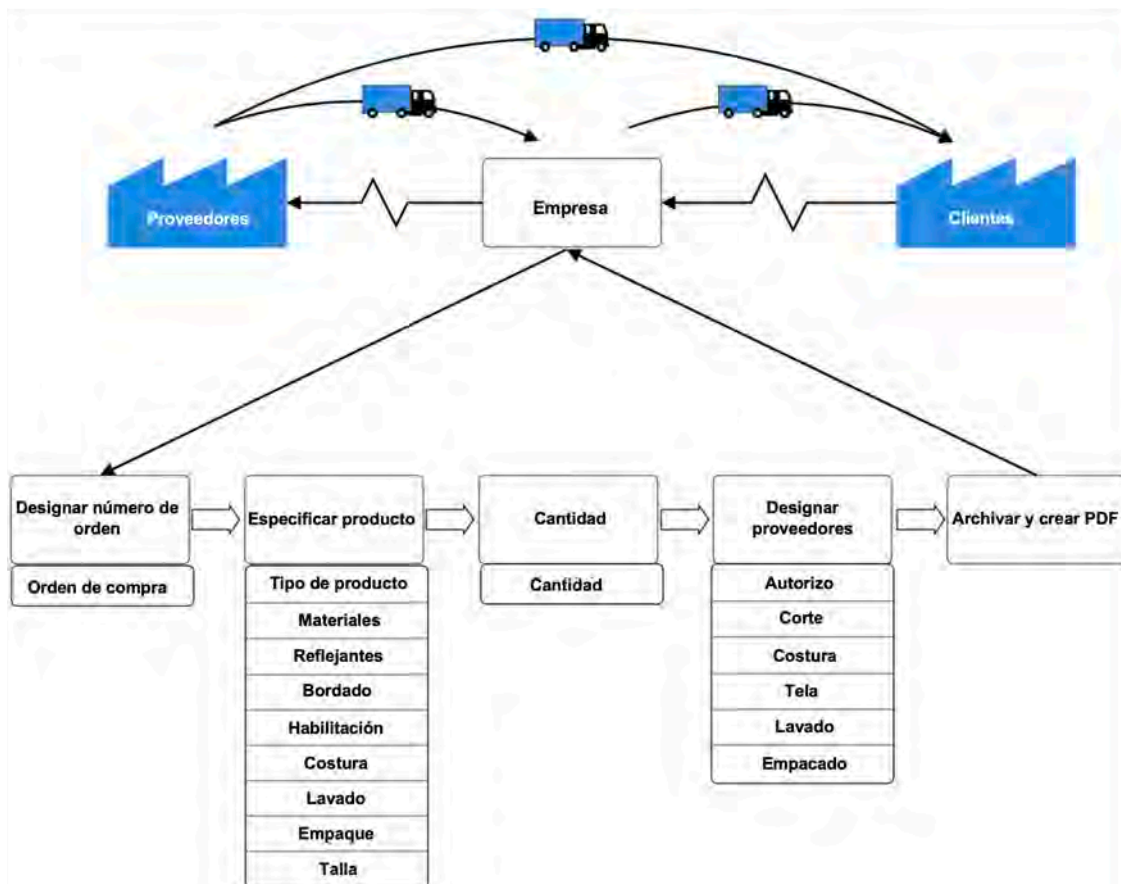 Proveedores
Empresa
Clientes
Designar número de
orden
Especificar producto
Cantidad
Designar
proveedores
Archivar y crear PDF
Orden de compra
Tipo de producto
Materiales
Reflejantes
Bordado
Habilitación
Costura
Lavado
Empaque
Talla
Cantidad
Autorizo
Corte
Costura
Tela
Lavado
Empacado